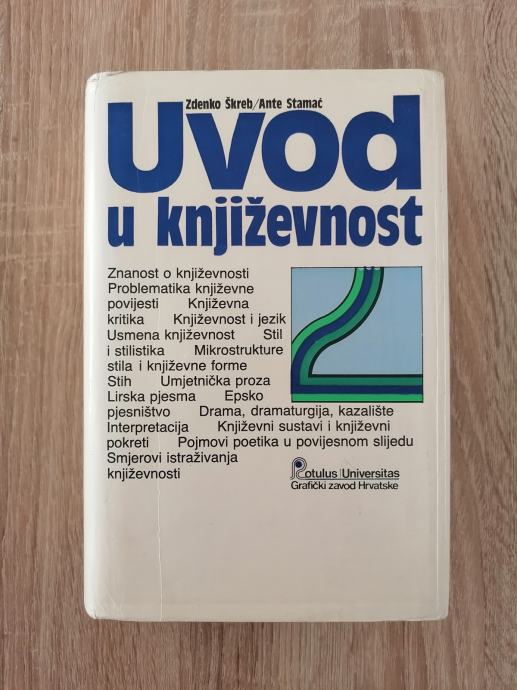 Zdenko Škreb/Ante Stamać
Uvod
u književnost
Znanost o književnosti
Problematika književne
povijesti Književna
kritika Književnost i jezik
Usmena književnost Stil
i stilistika Mikrostrukture
stila i književne forme
Stih Umjetnička proza
Lirska pjesma Epsko
pjesništvo Drama, dramaturgija, kazalište
Interpretacija Književni sustavi i književni
pokreti Pojmovi poetika u povijesnom slijedu
Smjerovi istraživanja
književnosti
Rotulus/Universitas
Grafički zavod Hrvatske